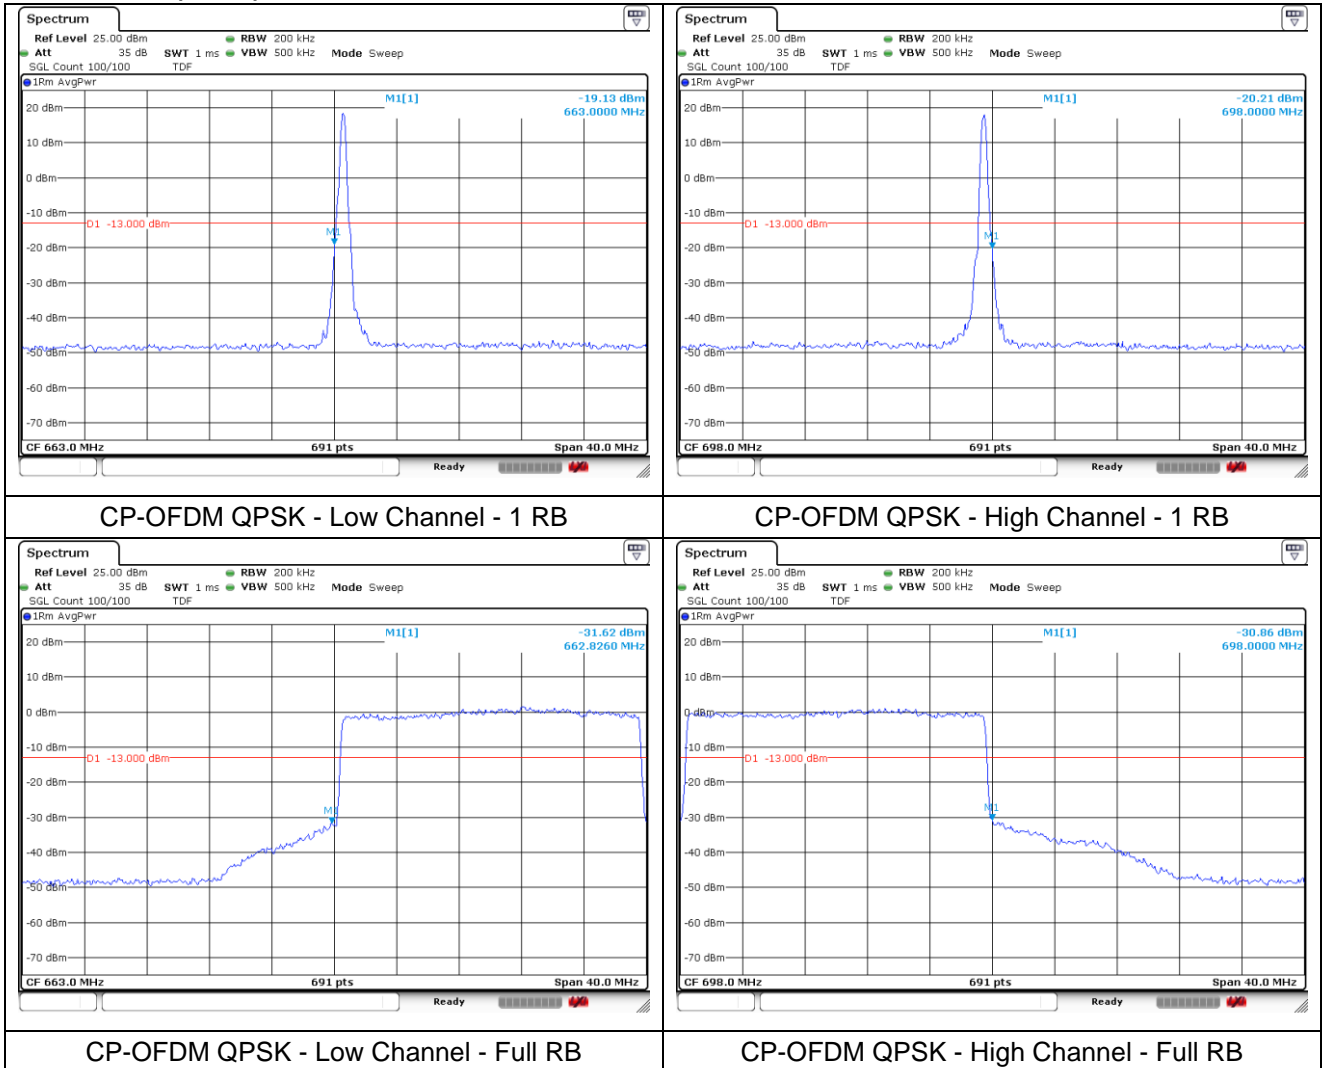 Spectrum
Ref Level 25.00 dBm RBW 200 kHz
Att 35 dB SWT 1 ms VBW 500 kHz Mode Sweep
SGL Count 100/100 TDF
1Rm AvgPwr
M1[1] -19.13 dBm
663.0000 MHz
20 dBm
10 dBm
0 dBm
-10 dBm
D1 -13.000 dBm
M1
-20 dBm
-30 dBm
-40 dBm
-50 dBm
-60 dBm
-70 dBm
CF 663.0 MHz 691 pts Span 40.0 MHz
Ready
CP-OFDM QPSK - Low Channel - 1 RB
Spectrum
Ref Level 25.00 dBm RBW 200 kHz
Att 35 dB SWT 1 ms VBW 500 kHz Mode Sweep
SGL Count 100/100 TDF
1Rm AvgPwr
M1[1] -20.21 dBm
698.0000 MHz
20 dBm
10 dBm
0 dBm
-10 dBm
D1 -13.000 dBm
M1
-20 dBm
-30 dBm
-40 dBm
-50 dBm
-60 dBm
-70 dBm
CF 698.0 MHz 691 pts Span 40.0 MHz
Ready
CP-OFDM QPSK - High Channel - 1 RB
Spectrum
Ref Level 25.00 dBm RBW 200 kHz
Att 35 dB SWT 1 ms VBW 500 kHz Mode Sweep
SGL Count 100/100 TDF
1Rm AvgPwr
M1[1] -31.62 dBm
662.8260 MHz
20 dBm
10 dBm
0 dBm
-10 dBm
D1 -13.000 dBm
-20 dBm
M1
-30 dBm
-40 dBm
-50 dBm
-60 dBm
-70 dBm
CF 663.0 MHz 691 pts Span 40.0 MHz
Ready
CP-OFDM QPSK - Low Channel - Full RB
Spectrum
Ref Level 25.00 dBm RBW 200 kHz
Att 35 dB SWT 1 ms VBW 500 kHz Mode Sweep
SGL Count 100/100 TDF
1Rm AvgPwr
M1[1] -30.86 dBm
698.0000 MHz
20 dBm
10 dBm
0 dBm
-10 dBm
D1 -13.000 dBm
-20 dBm
M1
-30 dBm
-40 dBm
-50 dBm
-60 dBm
-70 dBm
CF 698.0 MHz 691 pts Span 40.0 MHz
Ready
CP-OFDM QPSK - High Channel - Full RB